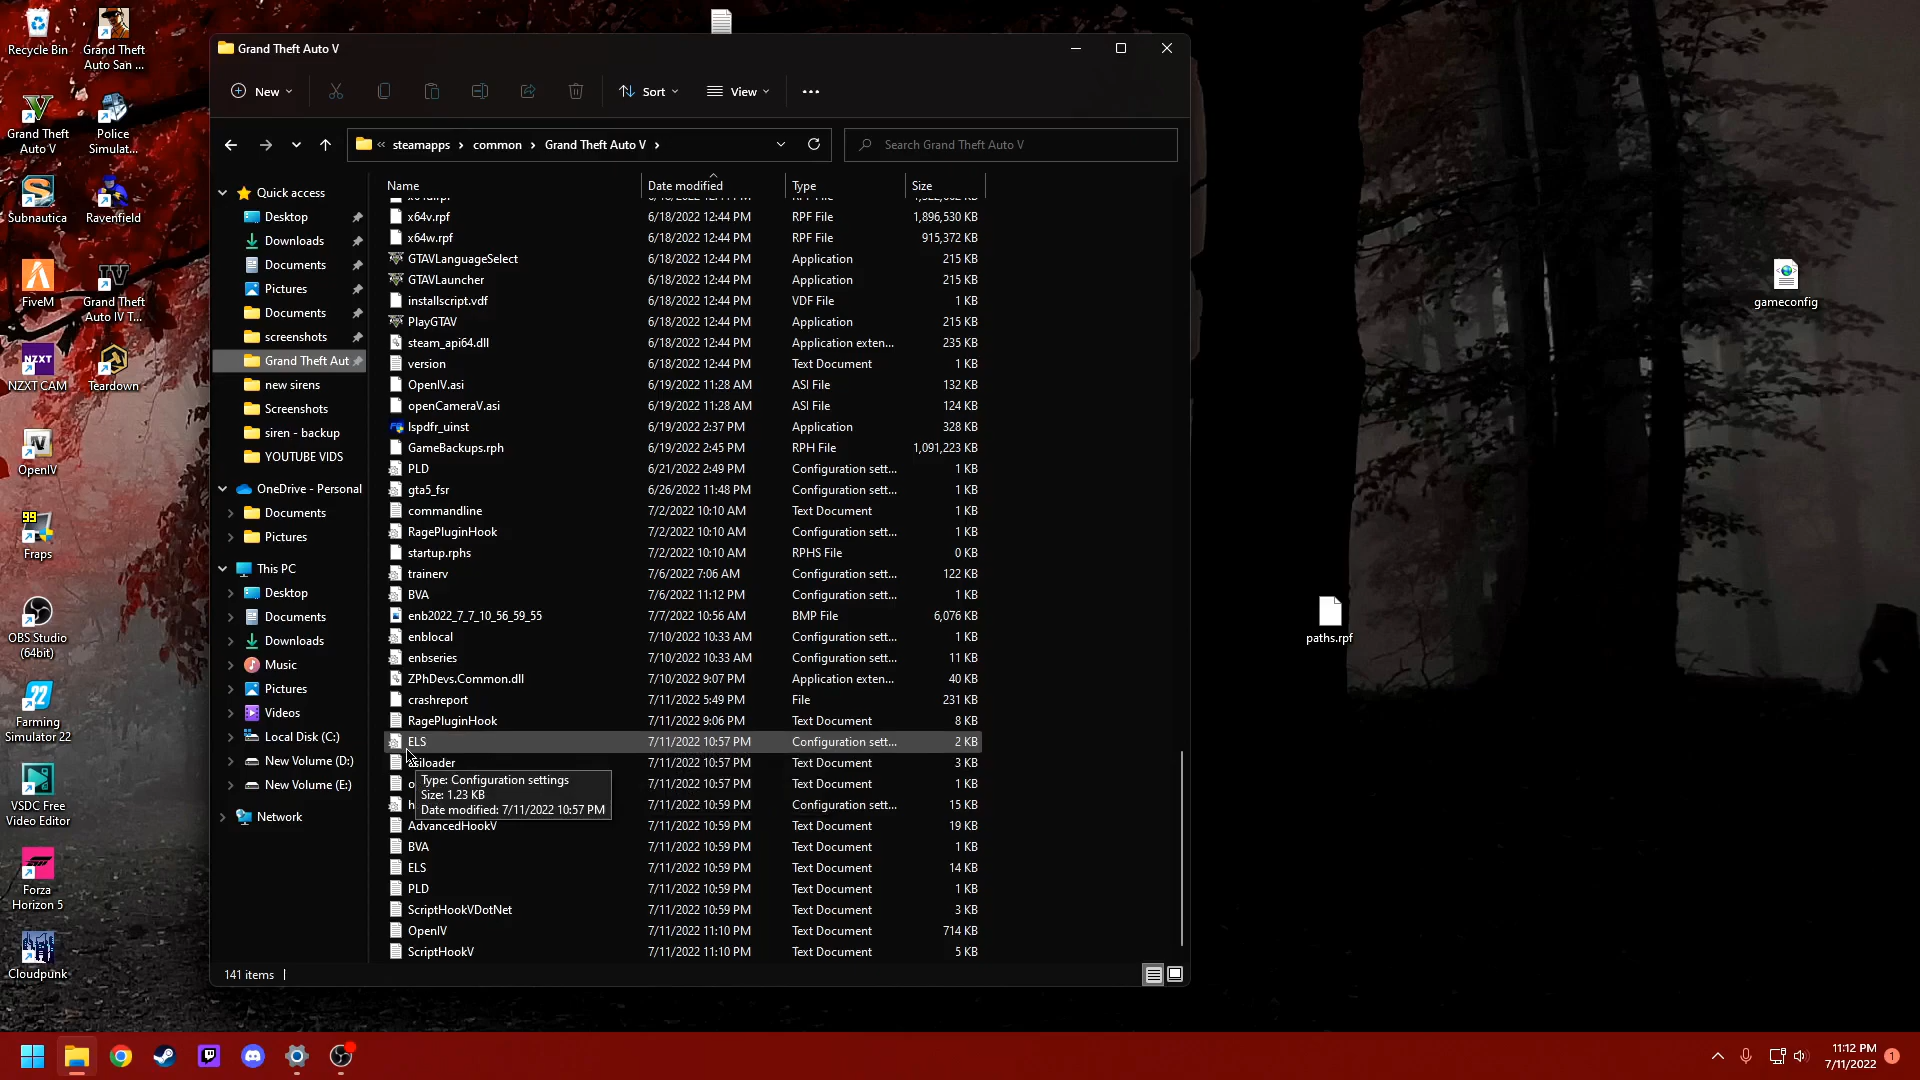 Recycle Bin
Grand Theft
Auto San ...
Grand Theft
Auto V
Police
Simulat...
Subnautica
Ravenfield
FiveM
Grand Theft
Auto IV T...
NZXT
NZXT CAM
Teardown
OpenIV
99
Fraps
OBS Studio
(64bit)
22
Farming
Simulator 22
VSDC Free
Video Editor
Forza
Horizon 5
Cloudpunk
Grand Theft Auto V
New
Sort
View
steamapps
common
Grand Theft Auto V
Search Grand Theft Auto V
Quick access
Desktop
Downloads
Documents
Pictures
Documents
screenshots
Grand Theft Aut
new sirens
Screenshots
siren - backup
YOUTUBE VIDS
OneDrive - Personal
Documents
Pictures
This PC
Desktop
Documents
Downloads
Music
Pictures
Videos
Local Disk (C:)
New Volume (D:)
New Volume (E:)
Network
Name Date modified Type Size
x64v.rpf 6/18/2022 12:44 PM RPF File 1,896,530 KB
x64w.rpf 6/18/2022 12:44 PM RPF File 915,372 KB
GTAVLanguageSelect 6/18/2022 12:44 PM Application 215 KB
GTAVLauncher 6/18/2022 12:44 PM Application 215 KB
installscript.vdf 6/18/2022 12:44 PM VDF File 1 KB
PlayGTAV 6/18/2022 12:44 PM Application 215 KB
steam_api64.dll 6/18/2022 12:44 PM Application exten... 235 KB
version 6/18/2022 12:44 PM Text Document 1 KB
OpenIV.asi 6/19/2022 11:28 AM ASI File 132 KB
openCameraV.asi 6/19/2022 11:28 AM ASI File 124 KB
lspdfr_uinst 6/19/2022 2:37 PM Application 328 KB
GameBackups.rph 6/19/2022 2:45 PM RPH File 1,091,223 KB
PLD 6/21/2022 2:49 PM Configuration sett... 1 KB
gta5_fsr 6/26/2022 11:48 PM Configuration sett... 1 KB
commandline 7/2/2022 10:10 AM Text Document 1 KB
RagePluginHook 7/2/2022 10:10 AM Configuration sett... 1 KB
startup.rphs 7/2/2022 10:10 AM RPHS File 0 KB
trainerv 7/6/2022 7:06 AM Configuration sett... 122 KB
BVA 7/6/2022 11:12 PM Configuration sett... 1 KB
enb2022_7_7_10_56_59_55 7/7/2022 10:56 AM BMP File 6,076 KB
enblocal 7/10/2022 10:33 AM Configuration sett... 1 KB
enbseries 7/10/2022 10:33 AM Configuration sett... 11 KB
ZPhDevs.Common.dll 7/10/2022 9:07 PM Application exten... 40 KB
crashreport 7/11/2022 5:49 PM File 231 KB
RagePluginHook 7/11/2022 9:06 PM Text Document 8 KB
ELS 7/11/2022 10:57 PM Configuration sett... 2 KB
7/11/2022 10:57 PM Text Document 3 KB
7/11/2022 10:57 PM Text Document 1 KB
7/11/2022 10:59 PM Configuration sett... 15 KB
Type: Configuration settings
Size: 1.23 KB
Date modified: 7/11/2022 10:57 PM
AdvancedHookV 7/11/2022 10:59 PM Text Document 19 KB
BVA 7/11/2022 10:59 PM Text Document 1 KB
ELS 7/11/2022 10:59 PM Text Document 14 KB
PLD 7/11/2022 10:59 PM Text Document 1 KB
ScriptHookVDotNet 7/11/2022 10:59 PM Text Document 3 KB
OpenIV 7/11/2022 11:10 PM Text Document 714 KB
ScriptHookV 7/11/2022 11:10 PM Text Document 5 KB
141 items
gameconfig
paths.rpf
11:12 PM
7/11/2022
1